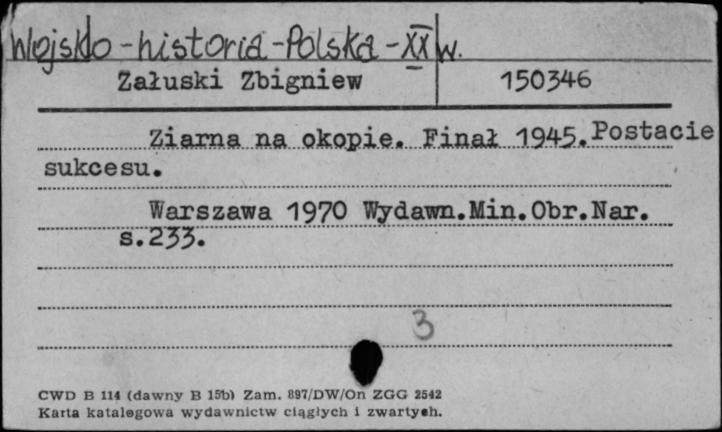 Wojsko - historia - Polska - XX w.
Załuski Zbigniew 150346
Ziarna na okopie. Finał 1945. Postacie
sukcesu.
Warszawa 1970 Wydawn.Min.Obr.Nar.
s.233.
3
CWD B 114 (dawny B 15b) Zam. 897/DW/On ZGG 2542
Karta katalogowa wydawnictw ciągłych i zwartych.